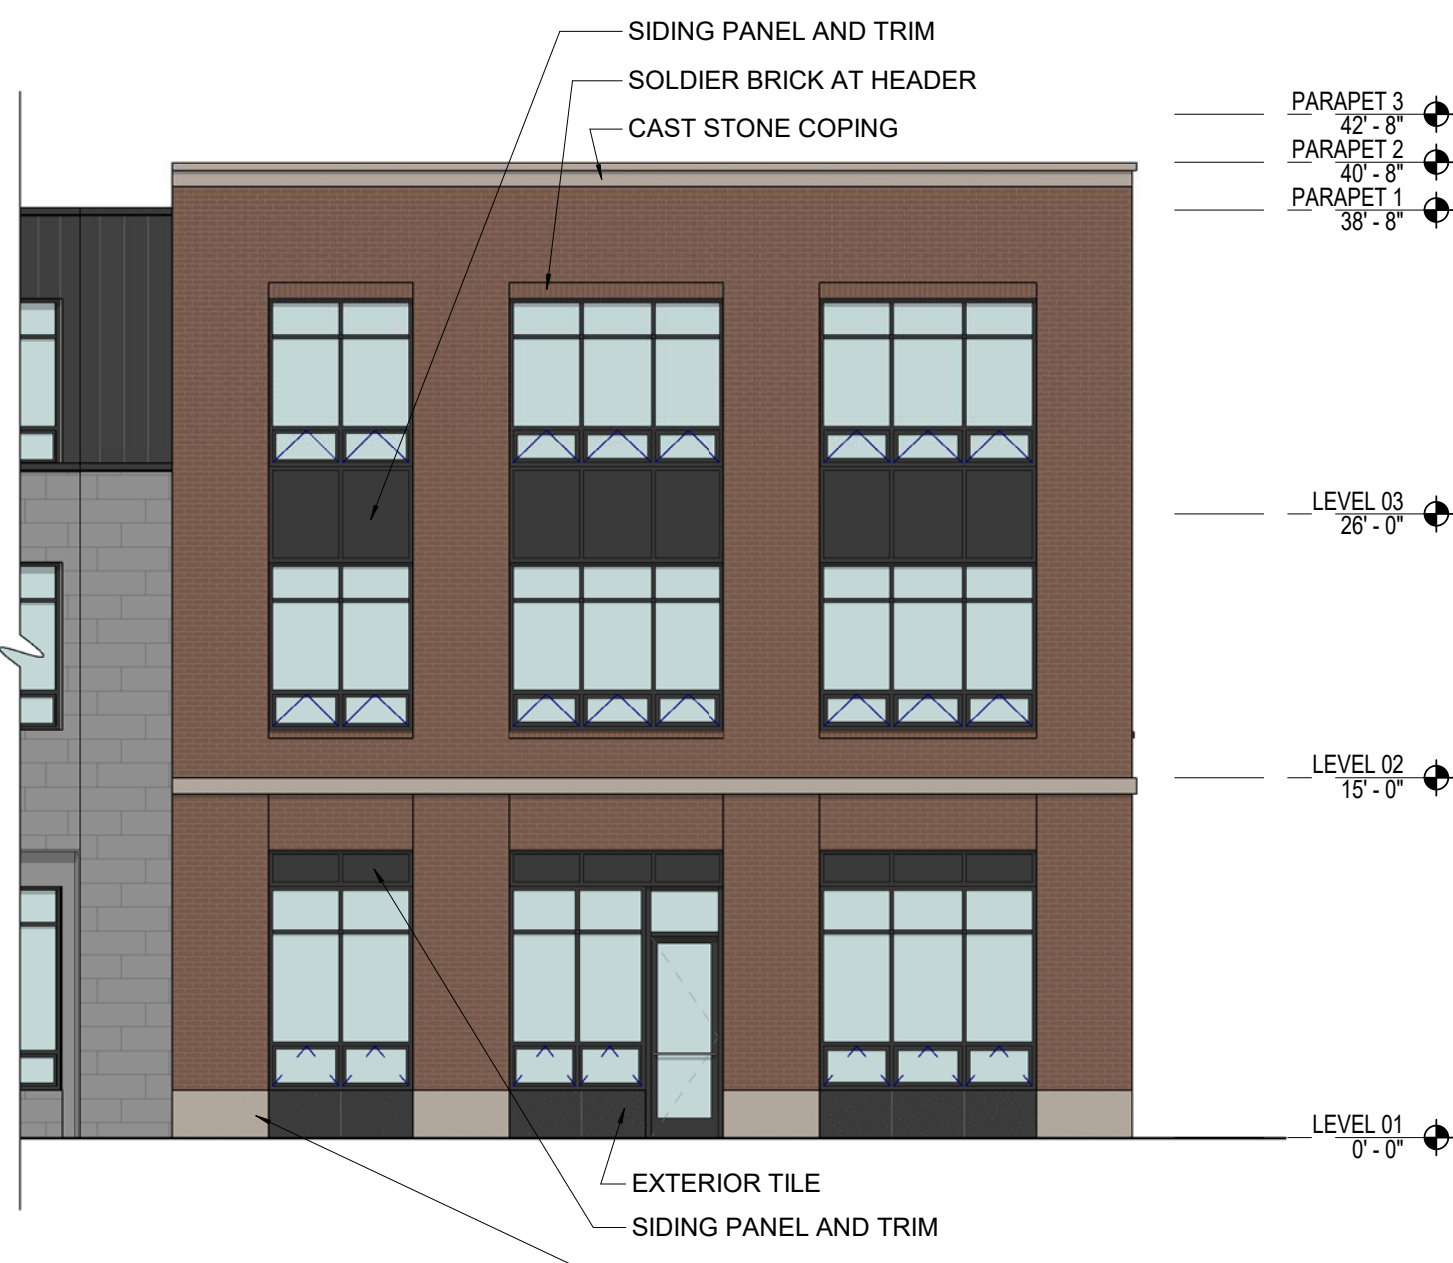 SIDING PANEL AND TRIM
SOLDIER BRICK AT HEADER
CAST STONE COPING
PARAPET 3
42' - 8"
PARAPET 2
40' - 8"
PARAPET 1
38' - 8"
LEVEL 03
26' - 0"
LEVEL 02
15' - 0"
LEVEL 01
0' - 0"
EXTERIOR TILE
SIDING PANEL AND TRIM